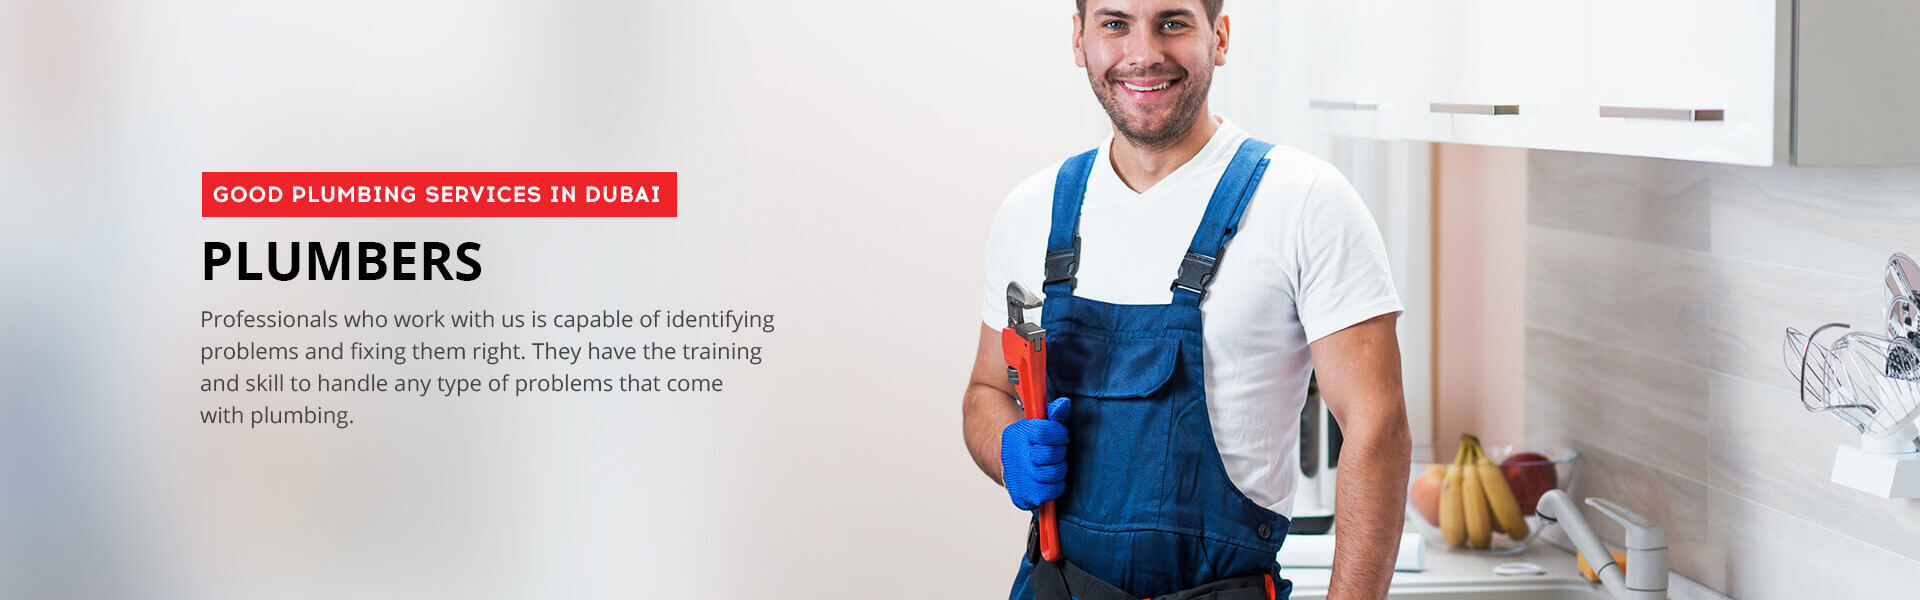 GOOD PLUMBING SERVICES IN DUBAI
PLUMBERS
Professionals who work with us is capable of identifying
problems and fixing them right. They have the training
and skill to handle any type of problems that come
with plumbing.